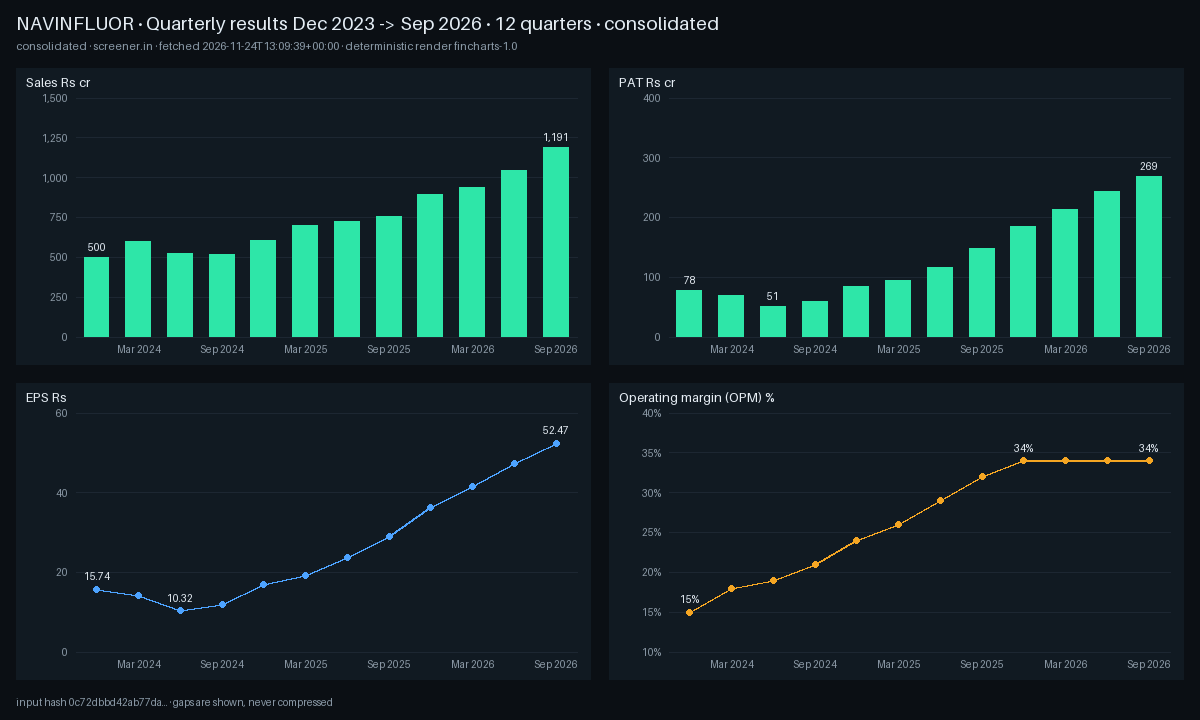 NAVINFLUOR · Quarterly results Dec 2023 -> Sep 2026 · 12 quarters · consolidated
consolidated · screener.in · fetched 2026-11-24T13:09:39+00:00 · deterministic render fincharts-1.0
Sales Rs cr
1,500
1,250
1,000
750
500
250
0
500
1,191
Mar 2024
Sep 2024
Mar 2025
Sep 2025
Mar 2026
Sep 2026
PAT Rs cr
400
300
200
100
0
78
51
269
Mar 2024
Sep 2024
Mar 2025
Sep 2025
Mar 2026
Sep 2026
EPS Rs
60
40
20
0
15.74
10.32
52.47
Mar 2024
Sep 2024
Mar 2025
Sep 2025
Mar 2026
Sep 2026
Operating margin (OPM) %
40%
35%
30%
25%
20%
15%
10%
15%
34%
34%
Mar 2024
Sep 2024
Mar 2025
Sep 2025
Mar 2026
Sep 2026
input hash 0c72dbbd42ab77da… · gaps are shown, never compressed